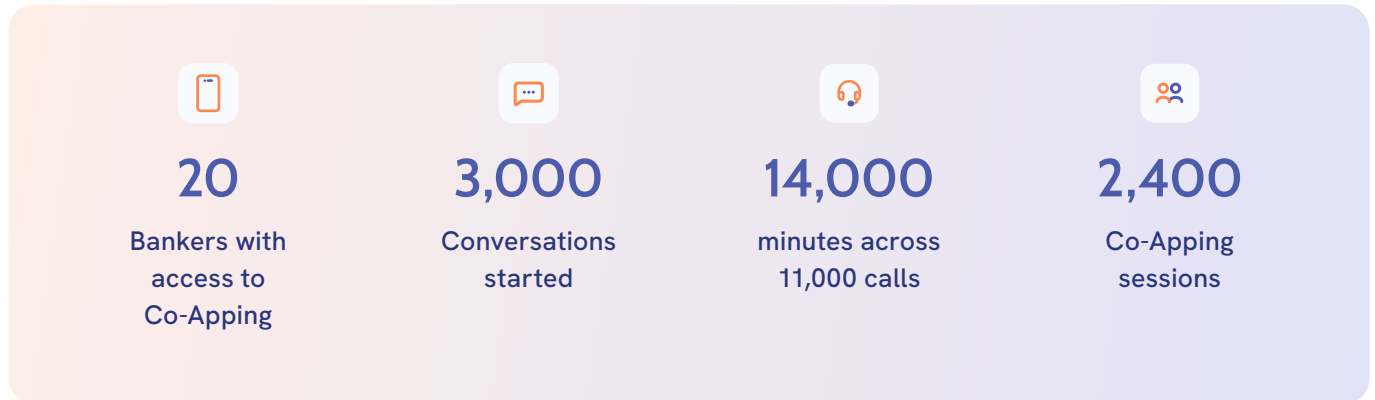 20
Bankers with
access to
Co-Apping
3,000
Conversations
started
14,000
minutes across
11,000 calls
2,400
Co-Apping
sessions